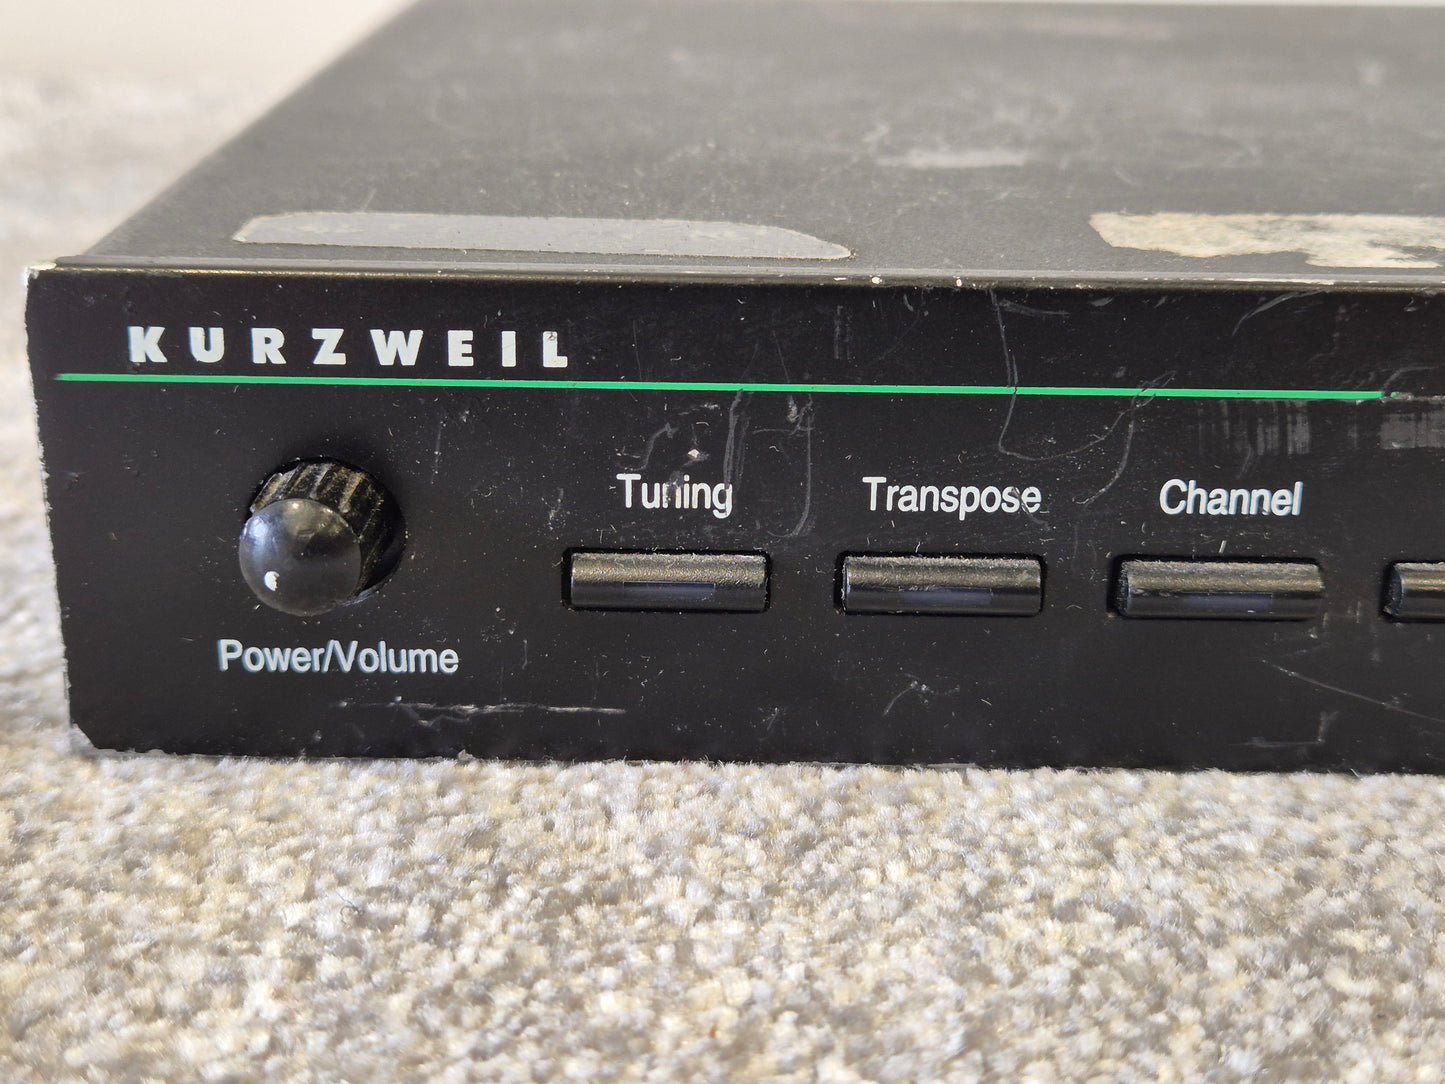 KURZWEIL
Tuning
Transpose
Channel
Power/Volume